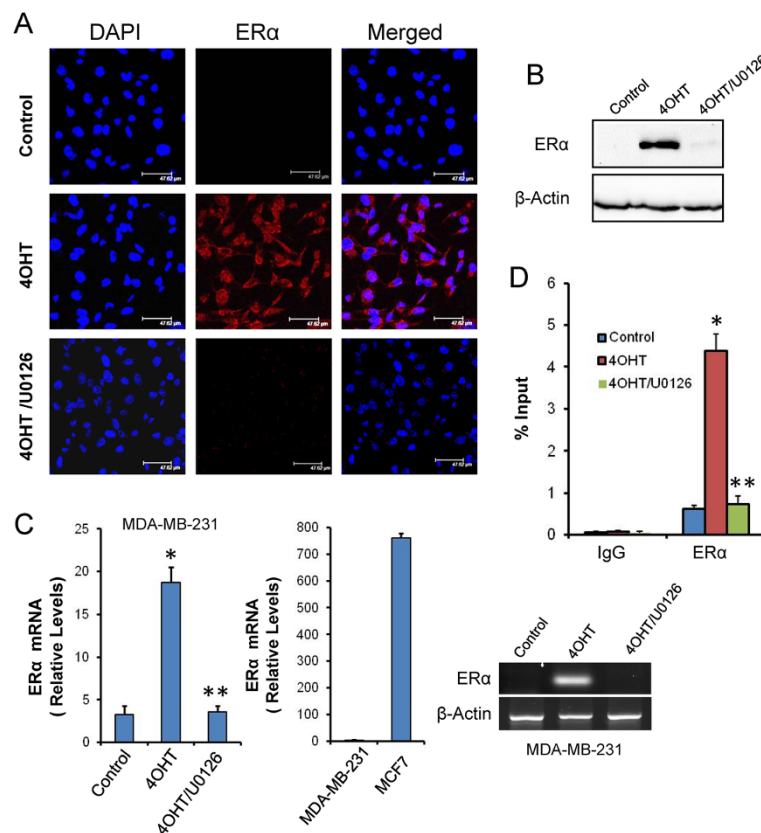 A
DAPI
ERα
Merged
Control
47.62 µm
47.62 µm
47.62 µm
4OHT
47.62 µm
47.62 µm
47.62 µm
4OHT /U0126
47.62 µm
47.62 µm
47.62 µm
B
Control
4OHT
4OHT/U0126
ERα
β-Actin
C
MDA-MB-231
ERα mRNA
( Relative Levels)
25
20
15
10
5
0
*
**
Control
4OHT
4OHT/U0126
ERα mRNA
( Relative Levels)
800
700
600
500
400
300
200
100
0
MDA-MB-231
MCF7
Control
4OHT
4OHT/U0126
ERα
β-Actin
MDA-MB-231
D
% Input
6
5
4
3
2
1
0
Control
4OHT
4OHT/U0126
*
**
IgG
ERα